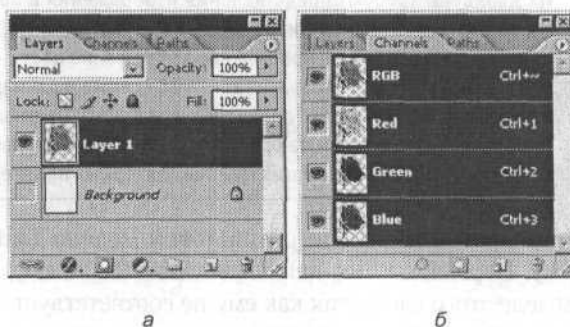 Layers Channels Paths
Normal Opacity: 100%
Lock: Fill: 100%
Layer 1
Background
Layers Channels Paths
RGB Ctrl+~
Red Ctrl+1
Green Ctrl+2
Blue Ctrl+3
а б